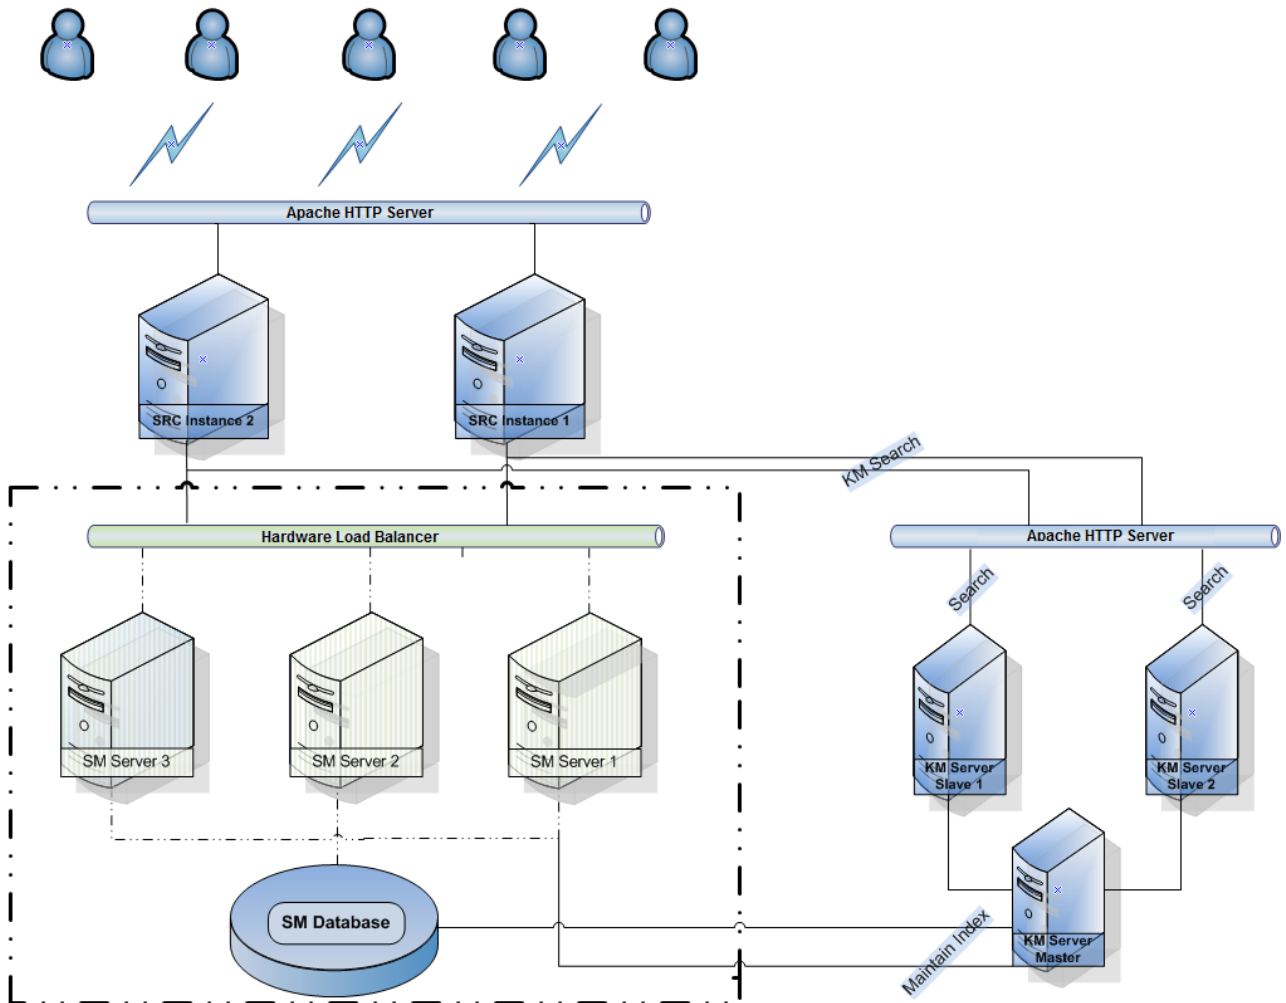 Apache HTTP Server
SRC Instance 2
SRC Instance 1
KM Search
Hardware Load Balancer
Apache HTTP Server
Search
Search
SM Server 3
SM Server 2
SM Server 1
KM Server
Slave 1
KM Server
Slave 2
SM Database
Maintain Index
KM Server
Master